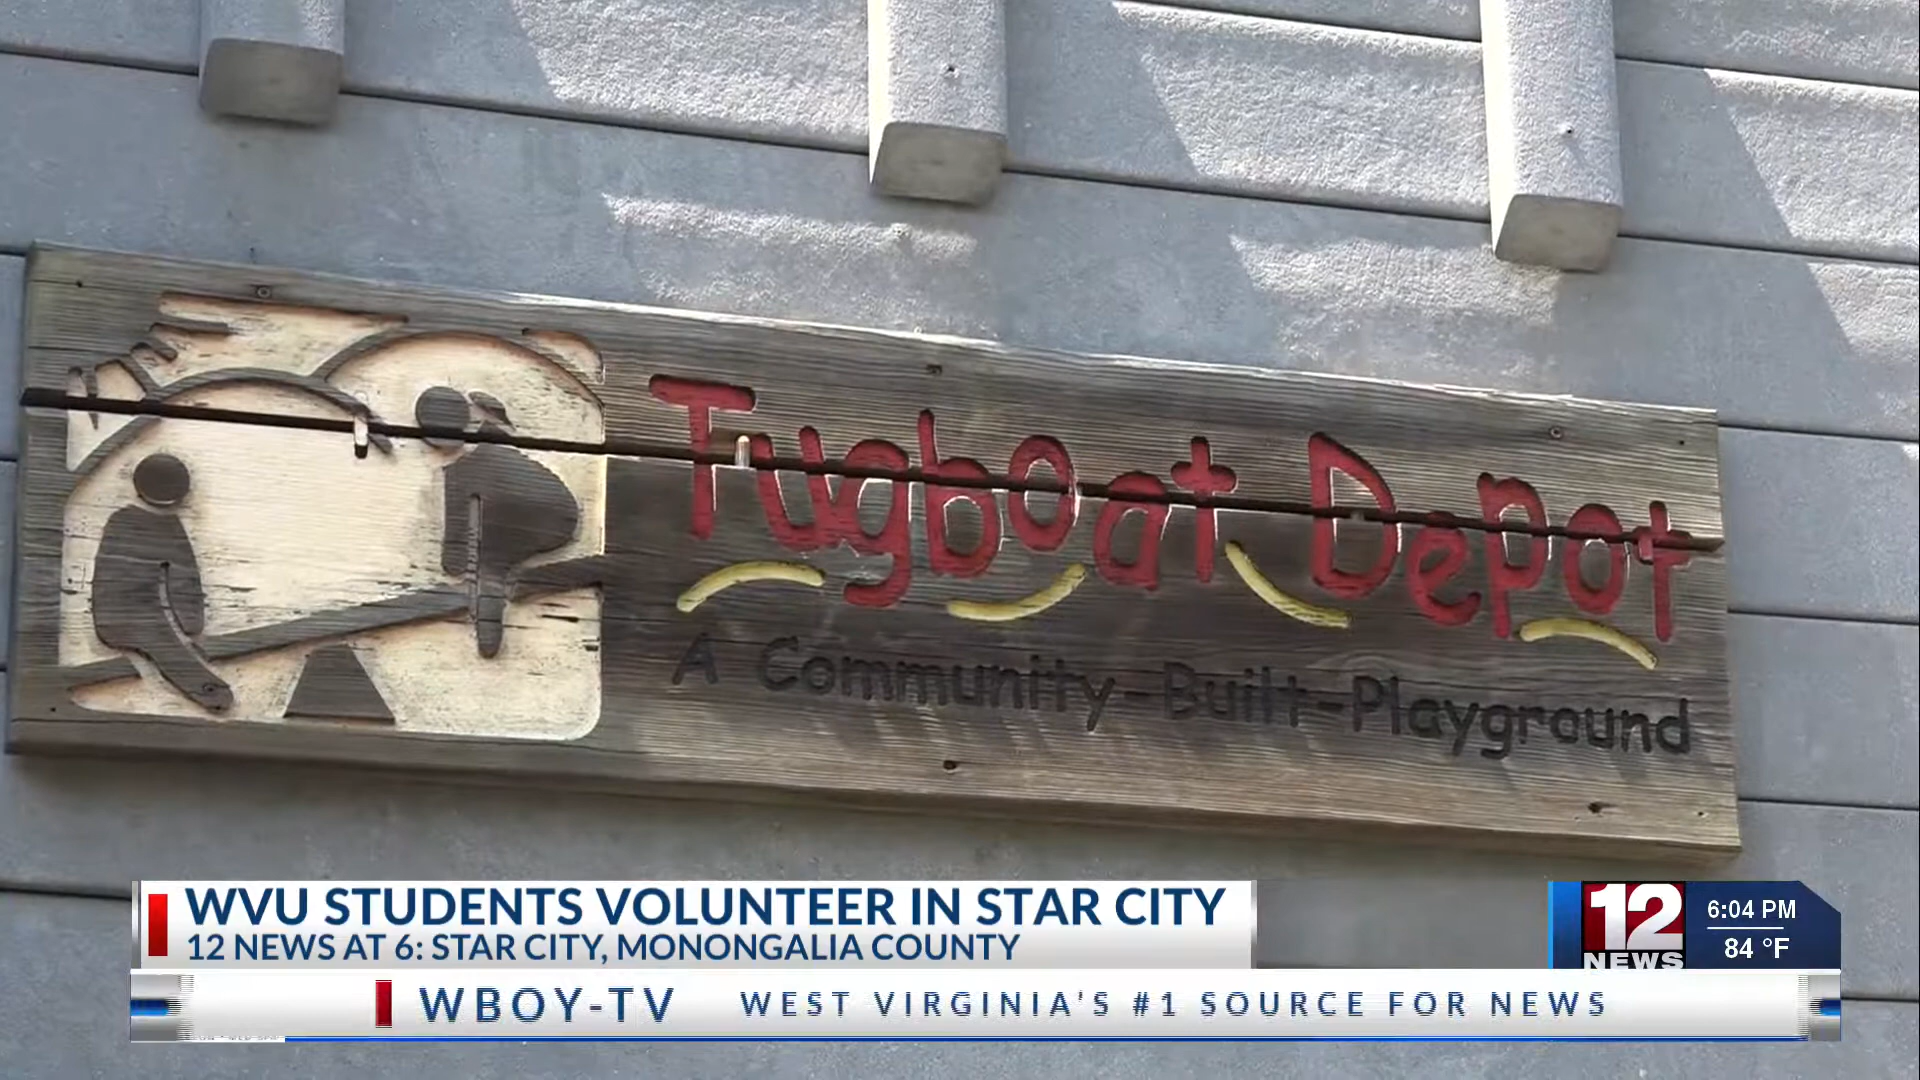 Tugboat Depot
A Community-Built-Playground
WVU STUDENTS VOLUNTEER IN STAR CITY
12 NEWS AT 6: STAR CITY, MONONGALIA COUNTY
12
NEWS
6:04 PM
84 °F
WBOY-TV WEST VIRGINIA'S #1 SOURCE FOR NEWS